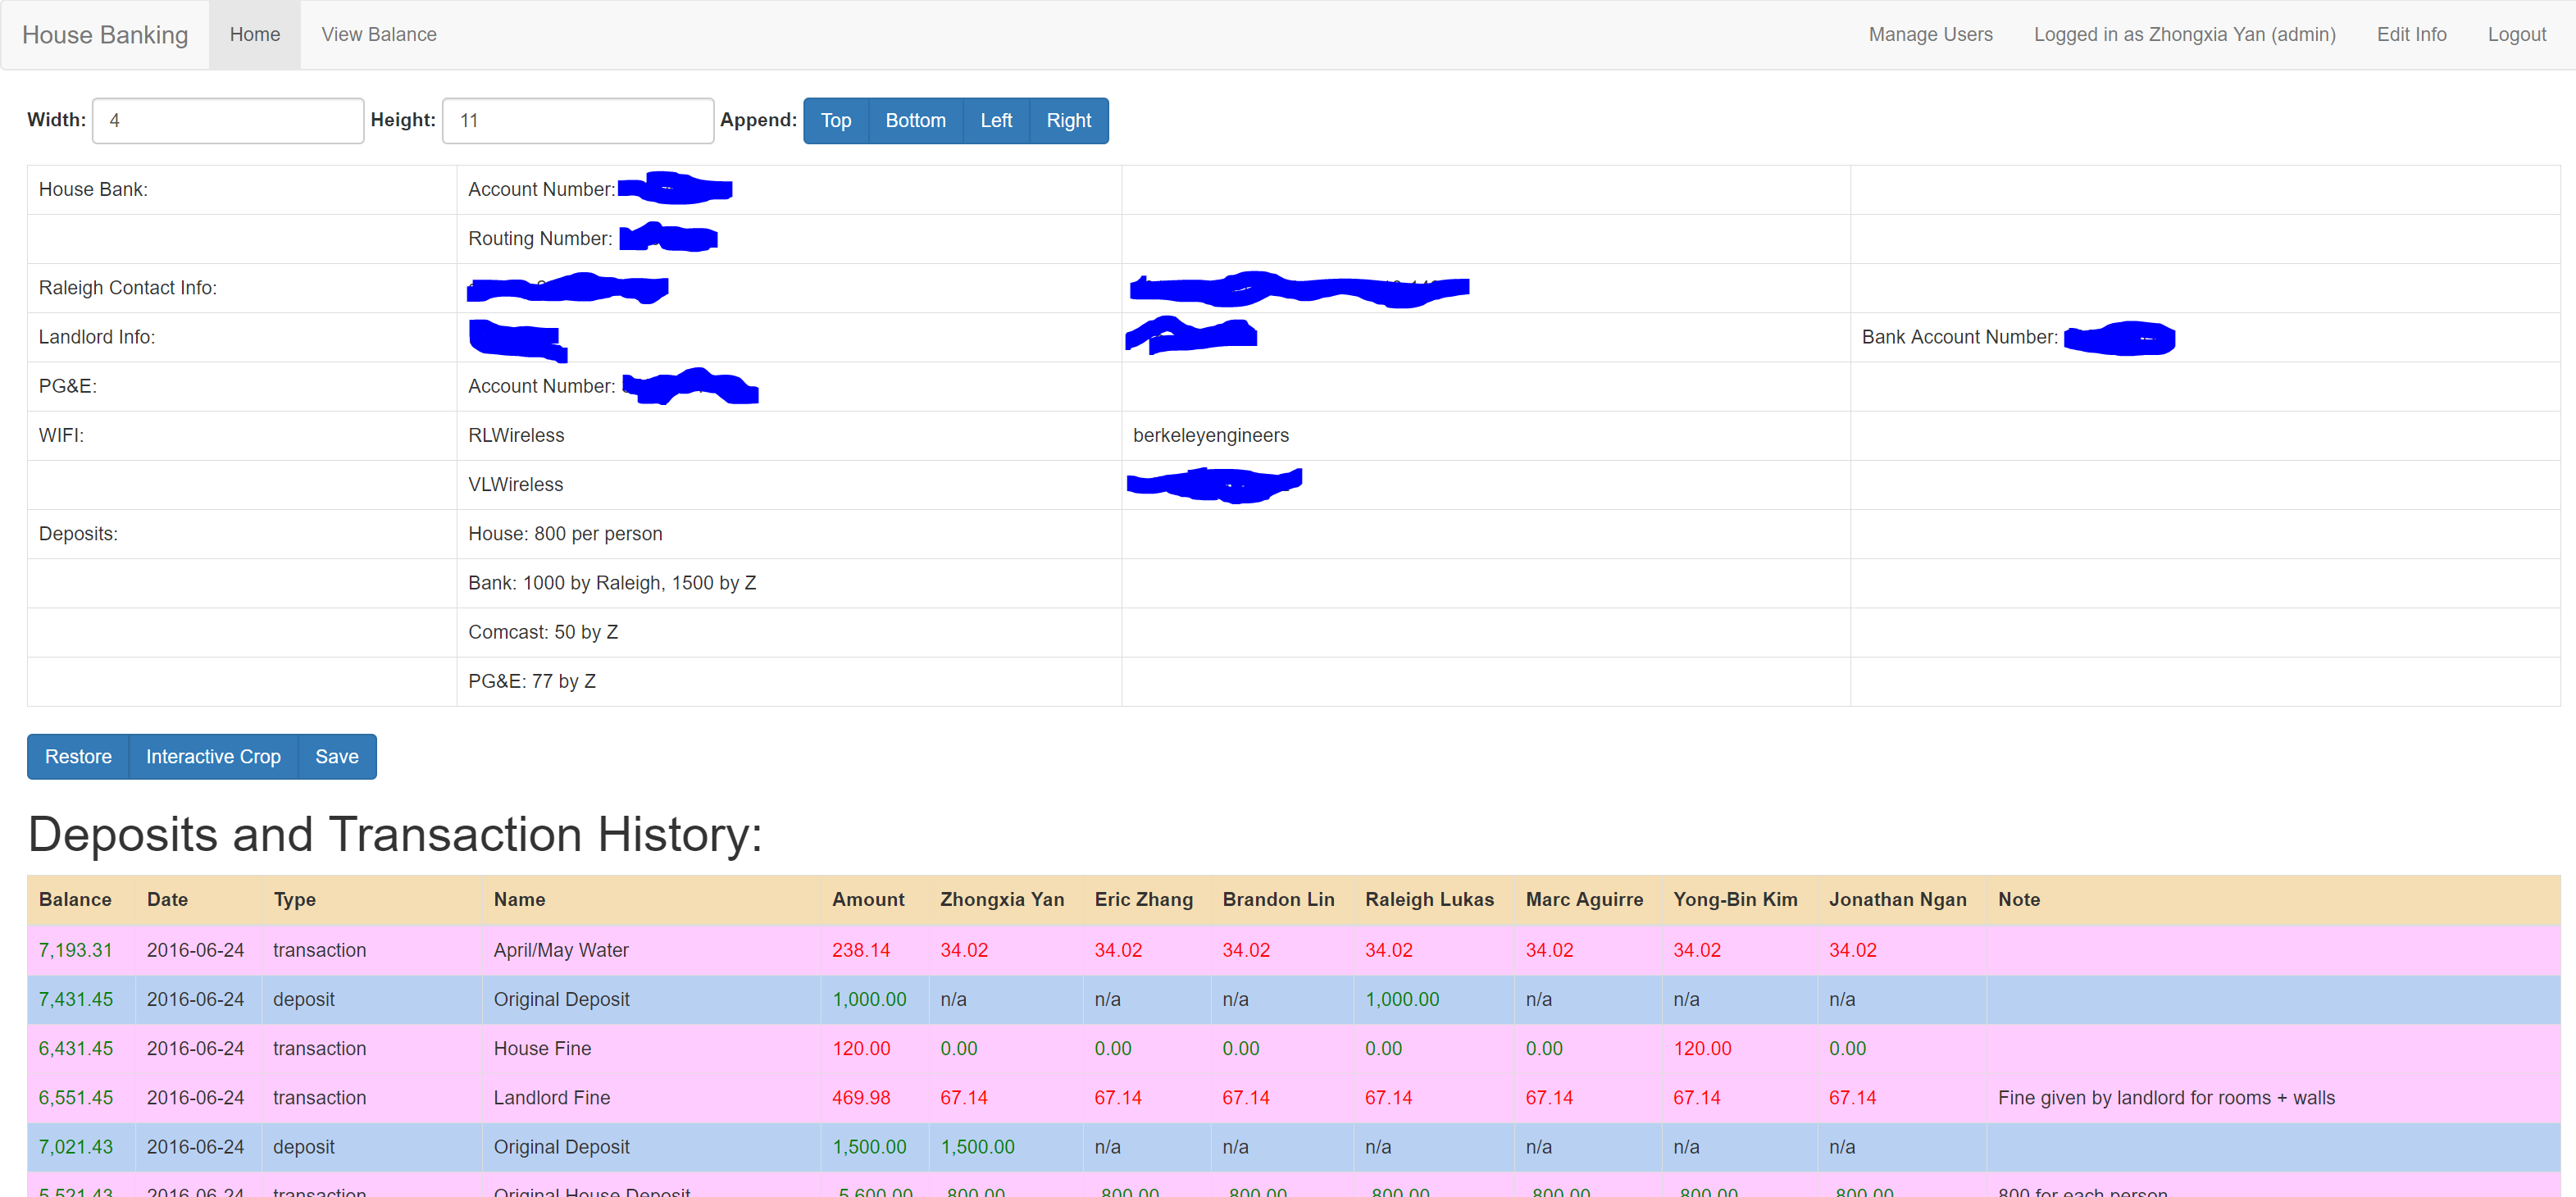 House Banking Home View Balance Manage Users Logged in as Zhongxia Yan (admin) Edit Info Logout
Width: 4 Height: 11 Append: Top Bottom Left Right
House Bank: Account Number:
Routing Number:
Raleigh Contact Info:
Landlord Info: Bank Account Number:
PG&E: Account Number:
WIFI: RLWireless berkeleyengineers
VLWireless
Deposits: House: 800 per person
Bank: 1000 by Raleigh, 1500 by Z
Comcast: 50 by Z
PG&E: 77 by Z
Restore Interactive Crop Save
Deposits and Transaction History:
Balance Date Type Name Amount Zhongxia Yan Eric Zhang Brandon Lin Raleigh Lukas Marc Aguirre Yong-Bin Kim Jonathan Ngan Note
7,193.31 2016-06-24 transaction April/May Water 238.14 34.02 34.02 34.02 34.02 34.02 34.02 34.02
7,431.45 2016-06-24 deposit Original Deposit 1,000.00 n/a n/a n/a 1,000.00 n/a n/a n/a
6,431.45 2016-06-24 transaction House Fine 120.00 0.00 0.00 0.00 0.00 0.00 120.00 0.00
6,551.45 2016-06-24 transaction Landlord Fine 469.98 67.14 67.14 67.14 67.14 67.14 67.14 67.14 Fine given by landlord for rooms + walls
7,021.43 2016-06-24 deposit Original Deposit 1,500.00 1,500.00 n/a n/a n/a n/a n/a n/a
5,521.43 2016-06-24 transaction Original House Deposit 5,600.00 800.00 800.00 800.00 800.00 800.00 800.00 800.00 800 for each person